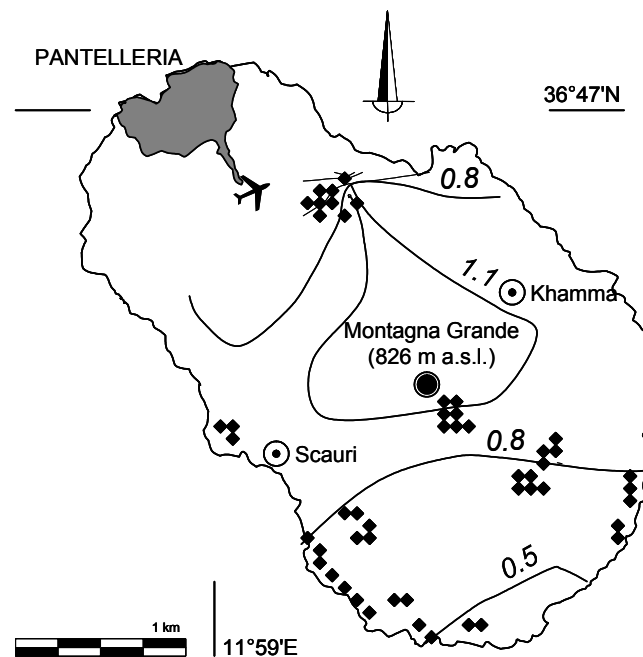 PANTELLERIA
36°47'N
0.8
1.1
Khamma
Montagna Grande
(826 m a.s.l.)
0.8
Scauri
0.5
1 km
11°59'E